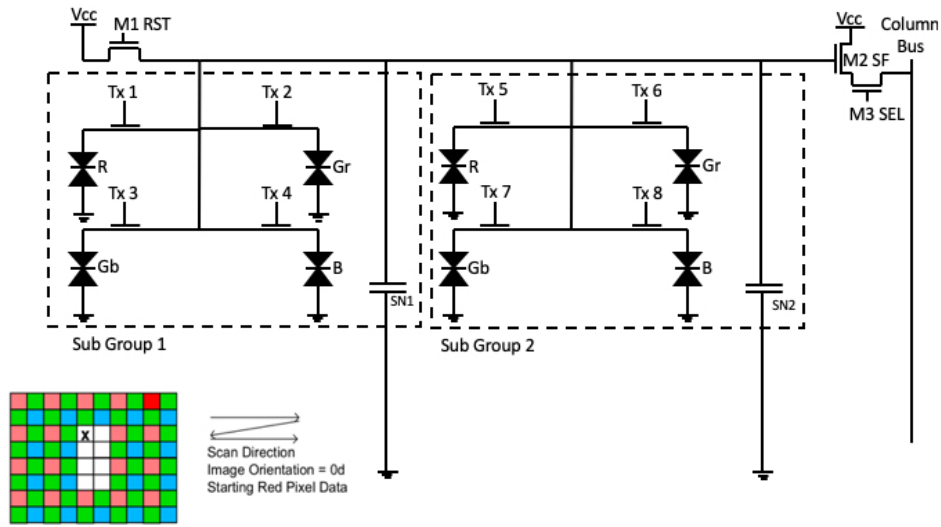 Vcc
M1 RST
Vcc
Column
Bus
M2 SF
M3 SEL
Tx 1
Tx 2
Tx 5
Tx 6
R
Gr
R
Gr
Tx 3
Tx 4
Tx 7
Tx 8
Gb
B
SN1
Gb
B
SN2
Sub Group 1
Sub Group 2
X
Scan Direction
Image Orientation = 0d
Starting Red Pixel Data